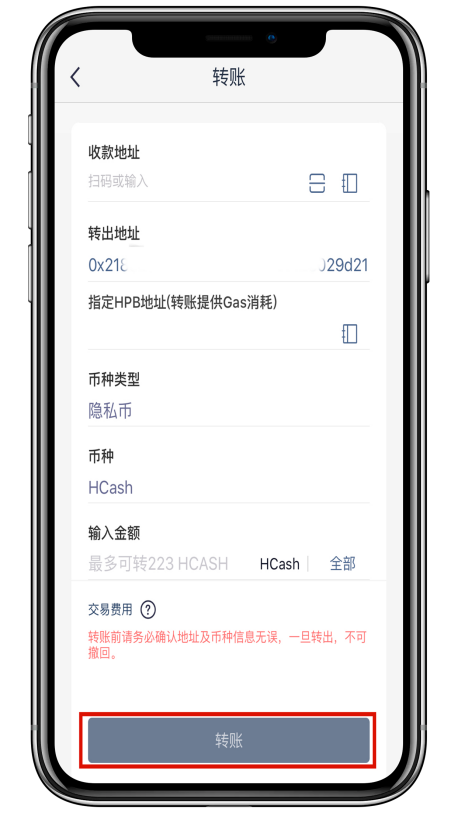 转账
收款地址
扫码或输入
转出地址
0x218 029d21
指定HPB地址(转账提供Gas消耗)
币种类型
隐私币
币种
HCash
输入金额
最多可转223 HCASH HCash 全部
交易费用 ?
转账前请务必确认地址及币种信息无误，一旦转出，不可
撤回。
转账